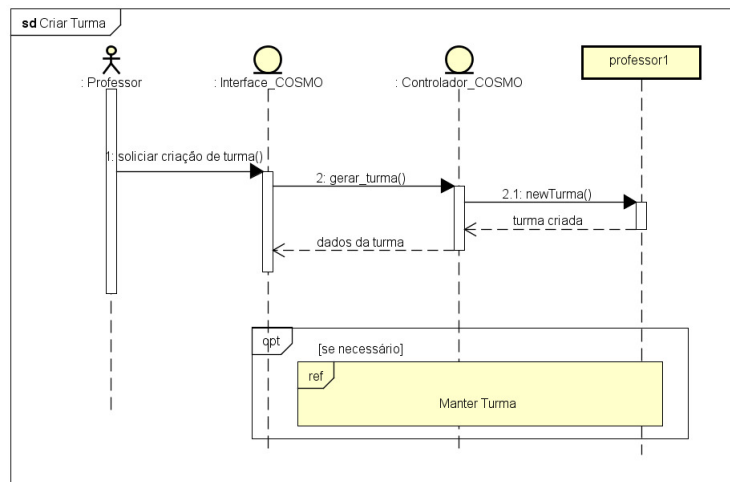 sd Criar Turma
: Professor
: Interface_COSMO
: Controlador_COSMO
professor1
1: soliciar criação de turma()
2: gerar_turma()
2.1: newTurma()
turma criada
dados da turma
opt
[se necessário]
ref
Manter Turma